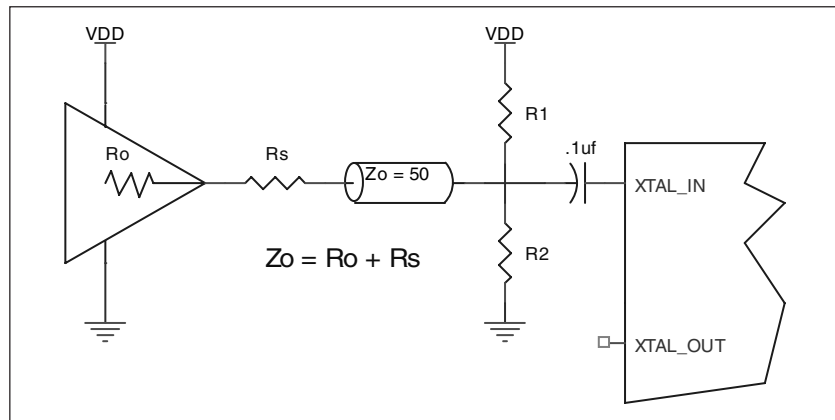 VDD
VDD
R1
Ro
Rs
Zo = 50
.1uf
XTAL_IN
Zo = Ro + Rs
R2
XTAL_OUT